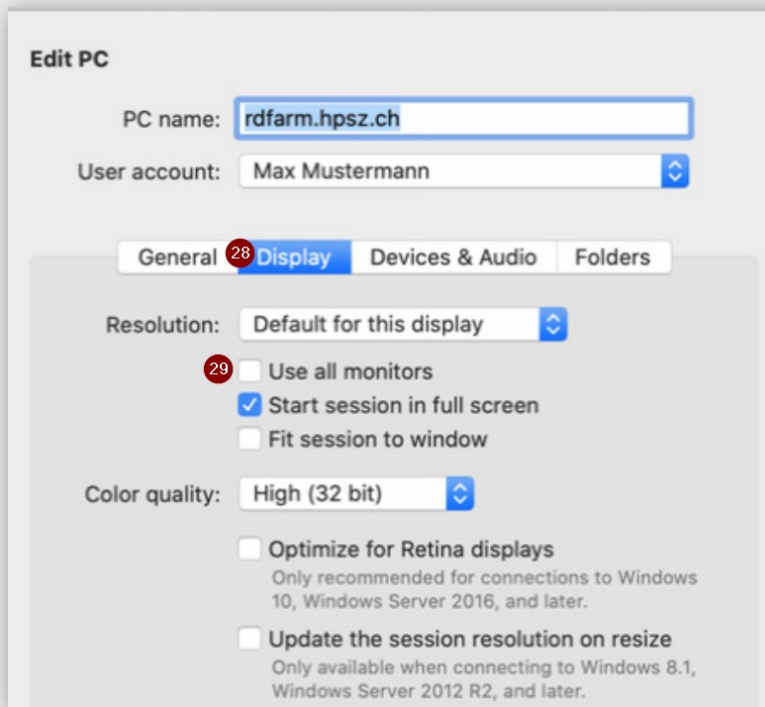 Edit PC
PC name: rdfarm.hpsz.ch
User account: Max Mustermann
General 28 Display Devices & Audio Folders
Resolution: Default for this display
29 Use all monitors
Start session in full screen
Fit session to window
Color quality: High (32 bit)
Optimize for Retina displays
Only recommended for connections to Windows
10, Windows Server 2016, and later.
Update the session resolution on resize
Only available when connecting to Windows 8.1,
Windows Server 2012 R2, and later.